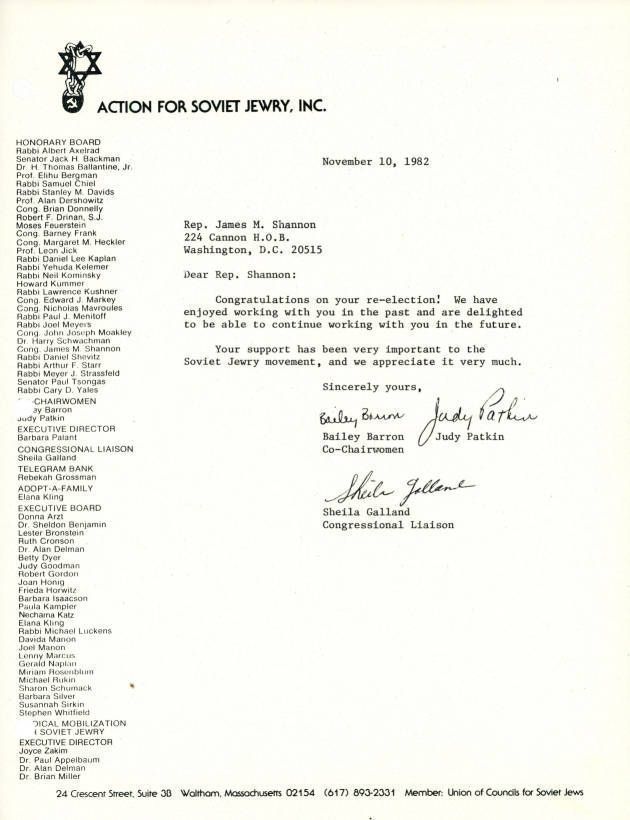 ACTION FOR SOVIET JEWRY, INC.
November 10, 1982
Rep. James M. Shannon
224 Cannon H.O.B.
Washington, D.C. 20515
Dear Rep. Shannon:
Congratulations on your re-election! We have
enjoyed working with you in the past and are delighted
to be able to continue working with you in the future.
Your support has been very important to the
Soviet Jewry movement, and we appreciate it very much.
Sincerely yours,
Bailey Barron Judy Patkin
Bailey Barron Judy Patkin
Co-Chairwomen
Sheila Galland
Sheila Galland
Congressional Liaison
HONORARY BOARD
Rabbi Albert Axelrad
Senator Jack H. Backman
Dr. H. Thomas Ballantine, Jr.
Prof. Elihu Bergman
Rabbi Samuel Chiel
Rabbi Stanley M. Davids
Prof. Alan Dershowitz
Cong. Brian Donnelly
Robert F. Drinan, S.J.
Moses Feuerstein
Cong. Barney Frank
Cong. Margaret M. Heckler
Prof. Leon Jick
Rabbi Daniel Lee Kaplan
Rabbi Yehuda Kelemer
Rabbi Neil Kominsky
Howard Kummer
Rabbi Lawrence Kushner
Cong. Edward J. Markey
Cong. Nicholas Mavroules
Rabbi Paul J. Menitoff
Rabbi Joel Meyers
Cong. John Joseph Moakley
Dr. Harry Schwachman
Cong. James M. Shannon
Rabbi Daniel Shevitz
Rabbi Arthur F. Starr
Rabbi Meyer J. Strassfeld
Senator Paul Tsongas
Rabbi Cary D. Yales
CHAIRWOMEN
ey Barron
Judy Patkin
EXECUTIVE DIRECTOR
Barbara Palant
CONGRESSIONAL LIAISON
Sheila Galland
TELEGRAM BANK
Rebekah Grossman
ADOPT-A-FAMILY
Elana Kling
EXECUTIVE BOARD
Donna Arzt
Dr. Sheldon Benjamin
Lester Bronstein
Ruth Cronson
Dr. Alan Delman
Betty Dyer
Judy Goodman
Robert Gordon
Joan Honig
Frieda Horwitz
Barbara Isaacson
Paula Kampler
Nechama Katz
Elana Kling
Rabbi Michael Luckens
Davida Manon
Joel Manon
Lenny Marcus
Gerald Naplan
Miriam Rosenblum
Michael Rukin
Sharon Schumack
Barbara Silver
Susannah Sirkin
Stephen Whitfield
DICAL MOBILIZATION
SOVIET JEWRY
EXECUTIVE DIRECTOR
Joyce Zakim
Dr. Paul Appelbaum
Dr. Alan Delman
Dr. Brian Miller
24 Crescent Street, Suite 3B Waltham, Massachusetts 02154 (617) 893-2331 Member: Union of Councils for Soviet Jews